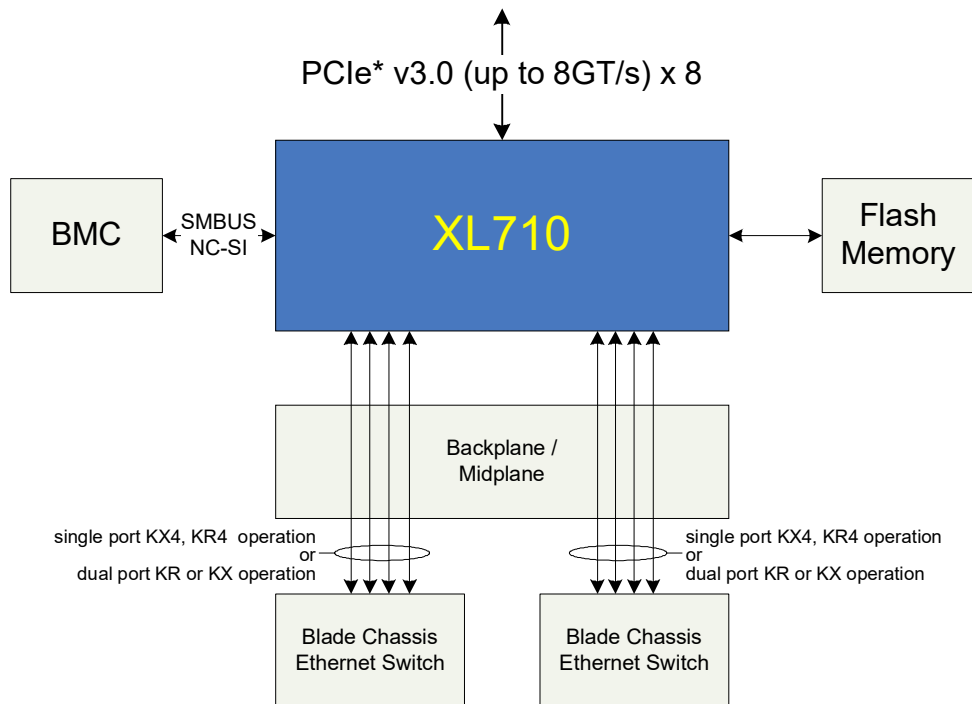 PCIe* v3.0 (up to 8GT/s) x 8
BMC
SMBUS
NC-SI
XL710
Flash
Memory
Backplane /
Midplane
single port KX4, KR4  operation
or
dual port KR or KX operation
single port KX4, KR4 operation
or
dual port KR or KX operation
Blade Chassis
Ethernet Switch
Blade Chassis
Ethernet Switch